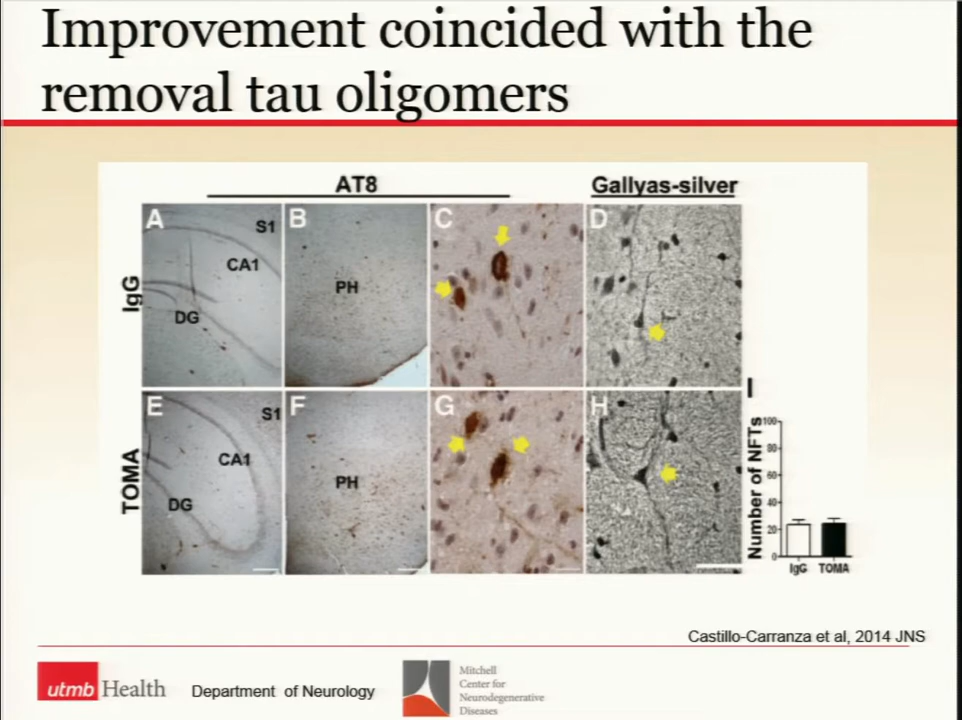 Improvement coincided with the
removal tau oligomers
AT8
Gallyas-silver
IgG
A
S1
CA1
DG
B
PH
C
D
TOMA
E
S1
CA1
DG
F
PH
G
H
I
Number of NFTs
100
80
60
40
20
0
IgG
TOMA
Castillo-Carranza et al, 2014 JNS
utmb Health
Department of Neurology
Mitchell
Center for
Neurodegenerative
Diseases